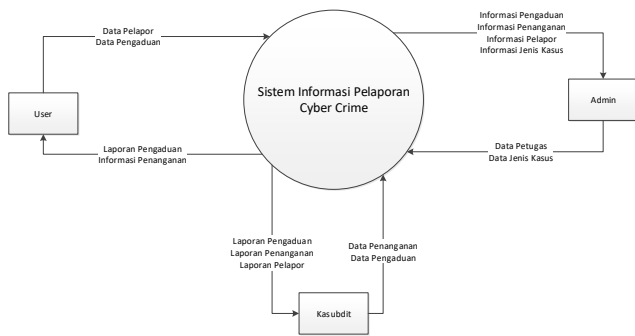 Data Pelapor
Data Pengaduan
Informasi Pengaduan
Informasi Penanganan
Informasi Pelapor
Informasi Jenis Kasus
Sistem Informasi Pelaporan
Cyber Crime
User
Admin
Laporan Pengaduan
Informasi Penanganan
Data Petugas
Data Jenis Kasus
Laporan Pengaduan
Laporan Penanganan
Laporan Pelapor
Data Penanganan
Data Pengaduan
Kasubdit